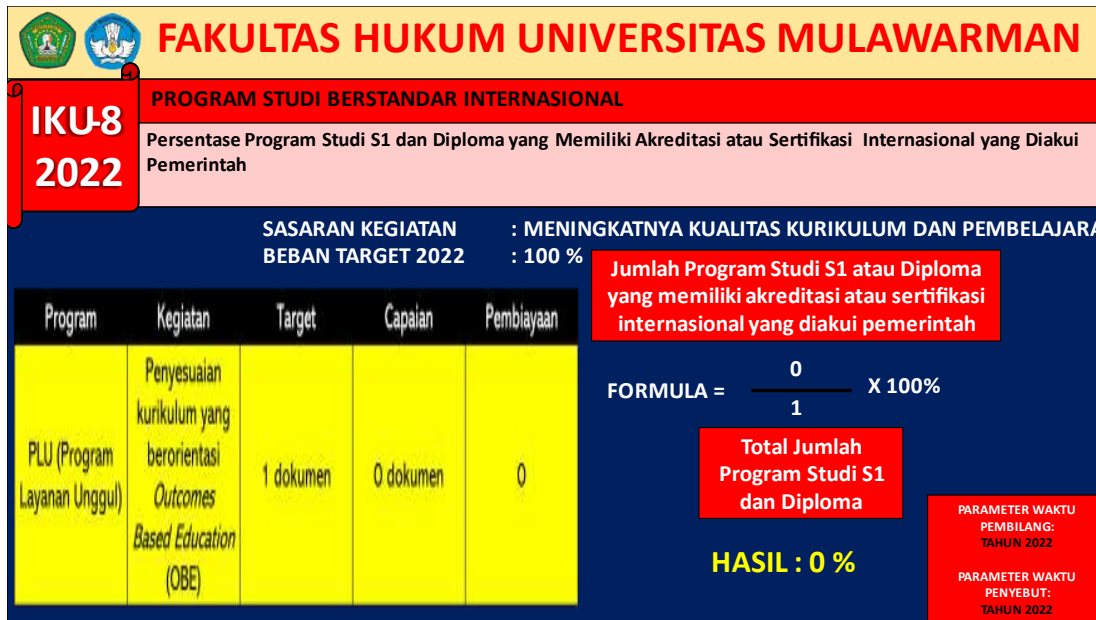 FAKULTAS HUKUM UNIVERSITAS MULAWARMAN
IKU-8
2022
PROGRAM STUDI BERSTANDAR INTERNASIONAL
Persentase Program Studi S1 dan Diploma yang Memiliki Akreditasi atau Sertifikasi Internasional yang Diakui
Pemerintah
SASARAN KEGIATAN : MENINGKATNYA KUALITAS KURIKULUM DAN PEMBELAJARA
BEBAN TARGET 2022 : 100 %
Program Kegiatan Target Capaian Pembiayaan
PLU (Program
Layanan Unggul)
Penyesuaian
kurikulum yang
berorientasi
Outcomes
Based Education
(OBE)
1 dokumen
0 dokumen
0
Jumlah Program Studi S1 atau Diploma
yang memiliki akreditasi atau sertifikasi
internasional yang diakui pemerintah
0
FORMULA = X 100%
1
Total Jumlah
Program Studi S1
dan Diploma
HASIL : 0 %
PARAMETER WAKTU
PEMBILANG:
TAHUN 2022
PARAMETER WAKTU
PENYEBUT:
TAHUN 2022